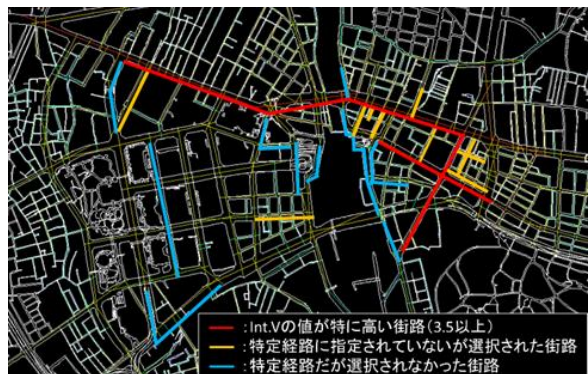 :Int.Vの値が特に高い街路(3.5以上)
:特定経路に指定されていないが選択された街路
:特定経路だが選択されなかった街路